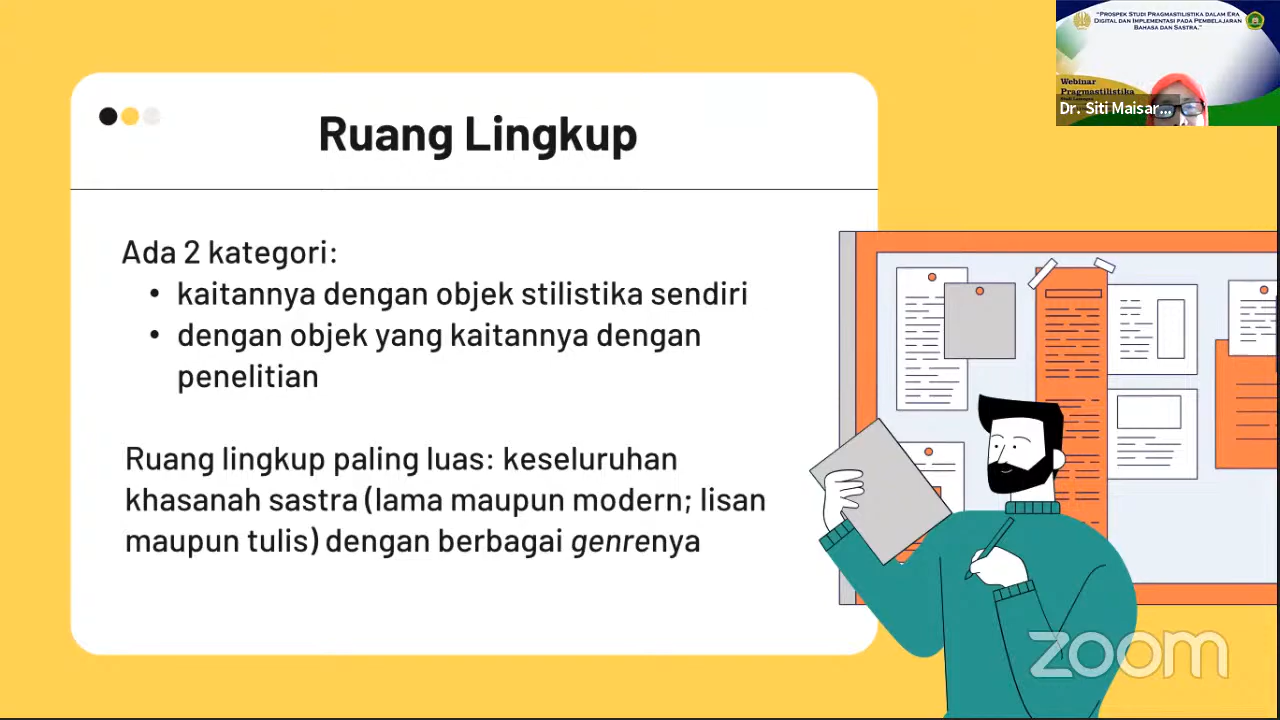 Ruang Lingkup
Ada 2 kategori:
• kaitannya dengan objek stilistika sendiri
• dengan objek yang kaitannya dengan
penelitian
Ruang lingkup paling luas: keseluruhan
khasanah sastra (lama maupun modern; lisan
maupun tulis) dengan berbagai genrenya
"PROSPEK STUDI PRAGMASTILISTIKA DALAM ERA
DIGITAL DAN IMPLEMENTASI PADA PEMBELAJARAN
BAHASA DAN SASTRA."
Webinar
Pragmastilistika
Dr. Siti Maisar...
zoom